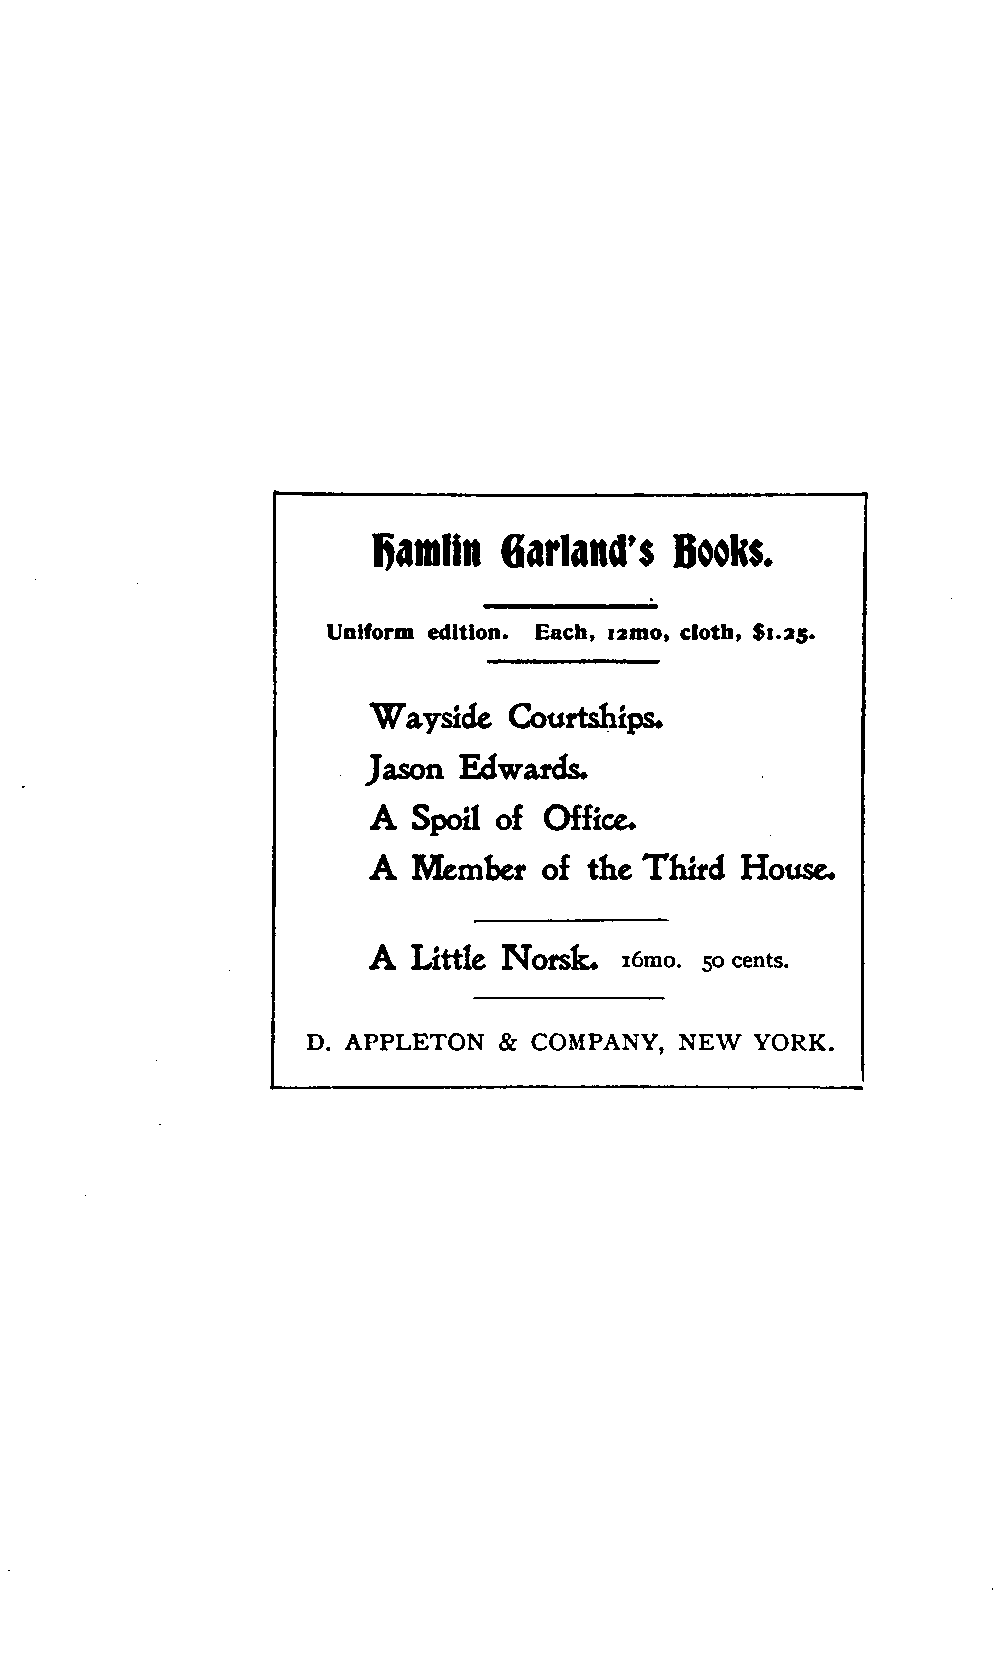 Hamlin Garland's Books.
Uniform edition. Each, 12mo, cloth, $1.25.
Wayside Courtships.
Jason Edwards.
A Spoil of Office.
A Member of the Third House.
A Little Norsk. 16mo. 50 cents.
D. APPLETON & COMPANY, NEW YORK.